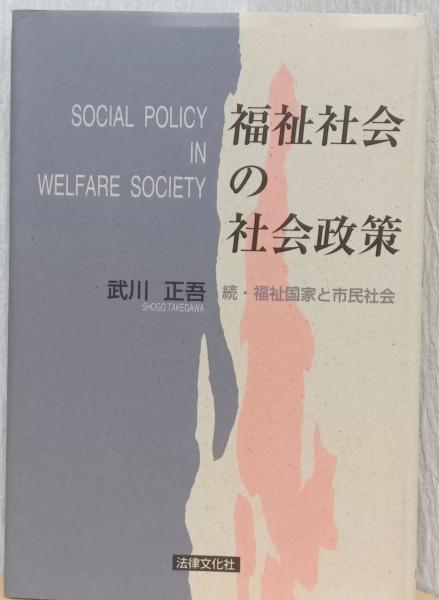 SOCIAL POLICY
IN
WELFARE SOCIETY
福祉社会
の
社会政策
武川 正吾
SHOGO TAKEGAWA
続・福祉国家と市民社会
法律文化社